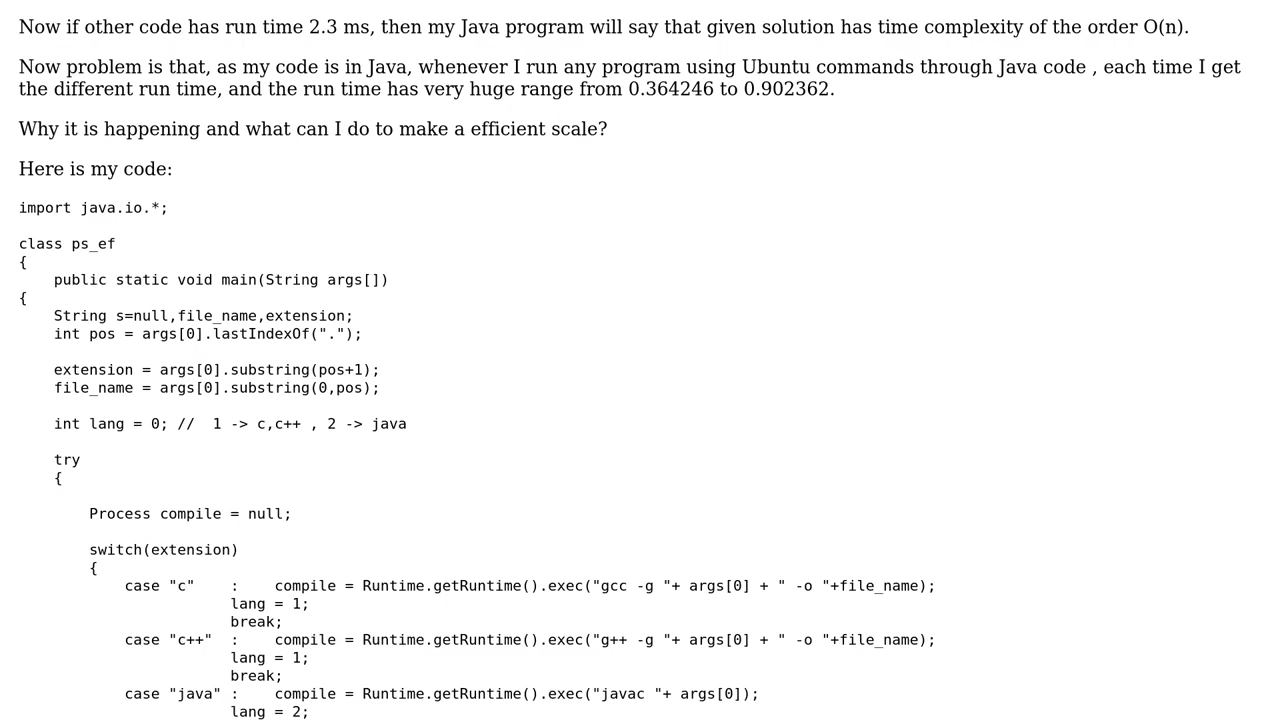 Now if other code has run time 2.3 ms, then my Java program will say that given solution has time complexity of the order O(n).
Now problem is that, as my code is in Java, whenever I run any program using Ubuntu commands through Java code , each time I get
the different run time, and the run time has very huge range from 0.364246 to 0.902362.
Why it is happening and what can I do to make a efficient scale?
Here is my code:
import java.io.*;
class ps_ef
{
    public static void main(String args[])
{
    String s=null,file_name,extension;
    int pos = args[0].lastIndexOf(".");
    extension = args[0].substring(pos+1);
    file_name = args[0].substring(0,pos);
    int lang = 0; //  1 -> c,c++ , 2 -> java
    try
    {
        Process compile = null;
        switch(extension)
        {
            case "c"    :    compile = Runtime.getRuntime().exec("gcc -g "+ args[0] + " -o "+file_name);
                        lang = 1;
                        break;
            case "c++"  :    compile = Runtime.getRuntime().exec("g++ -g "+ args[0] + " -o "+file_name);
                        lang = 1;
                        break;
            case "java" :    compile = Runtime.getRuntime().exec("javac "+ args[0]);
                        lang = 2;